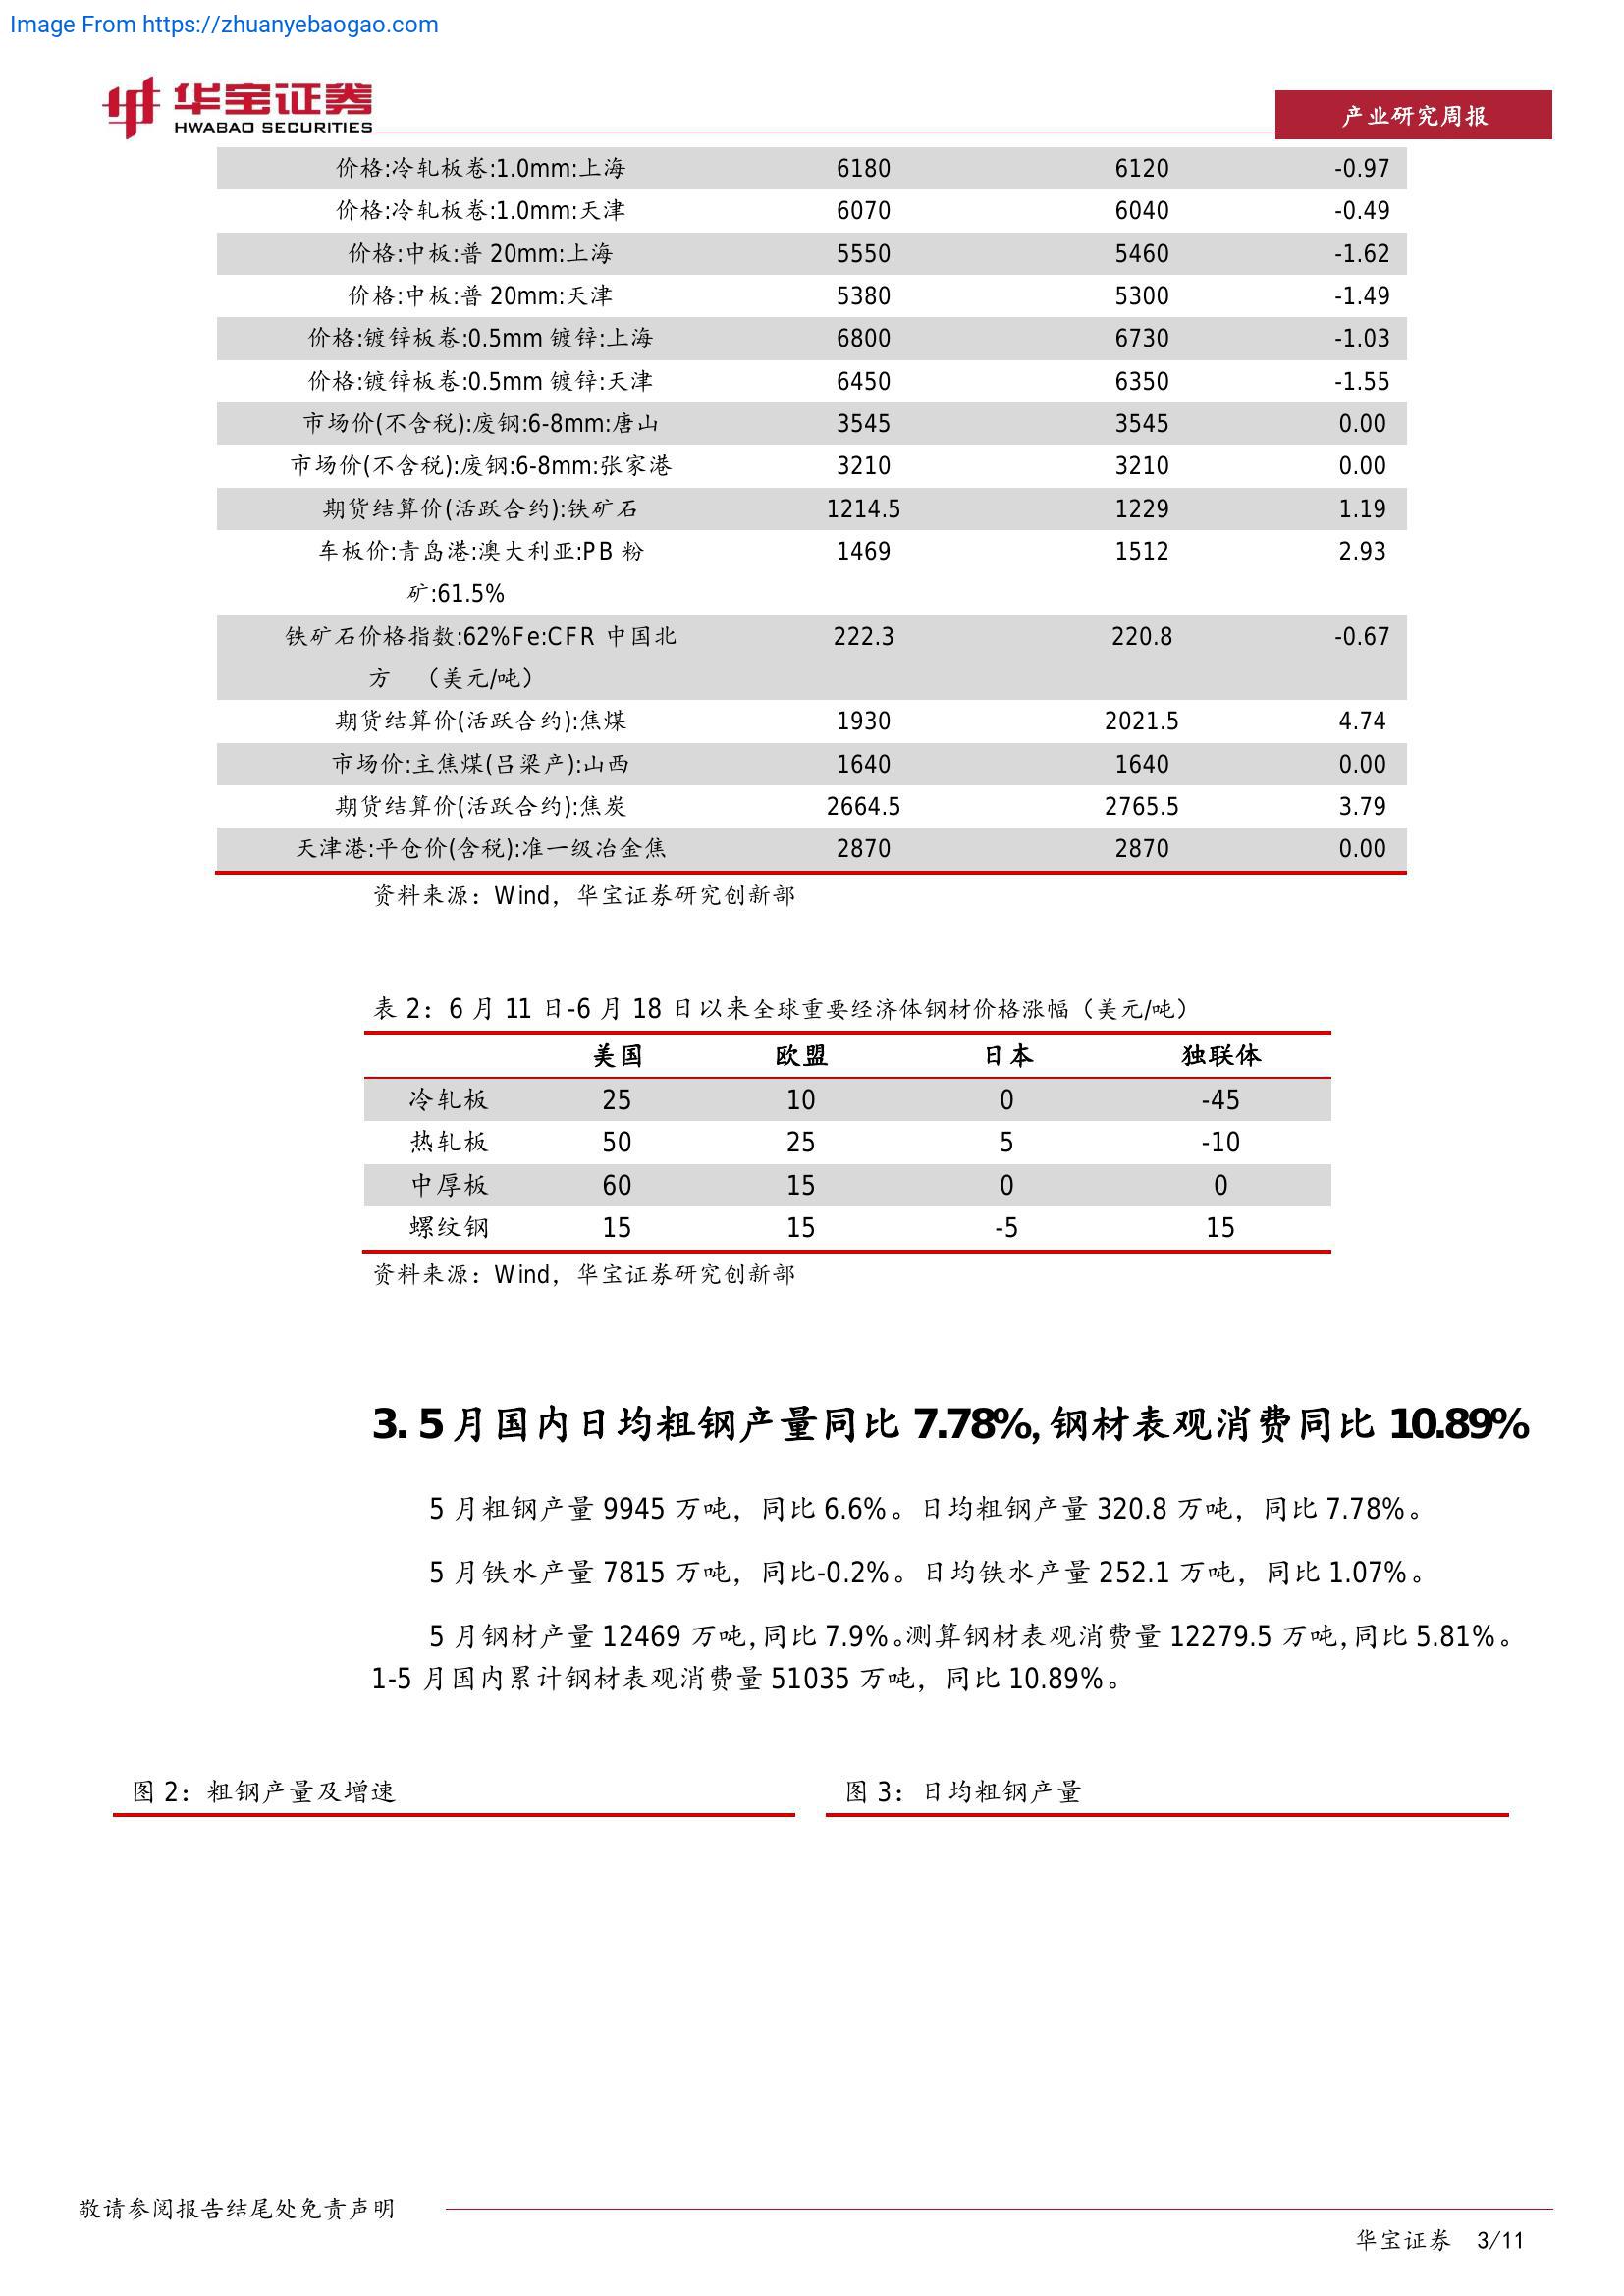 Image From https://zhuanyebaogao.com
华宝证券
HWABAO SECURITIES
产业研究周报
价格:冷轧板卷:1.0mm:上海 6180 6120 -0.97
价格:冷轧板卷:1.0mm:天津 6070 6040 -0.49
价格:中板:普 20mm:上海 5550 5460 -1.62
价格:中板:普 20mm:天津 5380 5300 -1.49
价格:镀锌板卷:0.5mm 镀锌:上海 6800 6730 -1.03
价格:镀锌板卷:0.5mm 镀锌:天津 6450 6350 -1.55
市场价(不含税):废钢:6-8mm:唐山 3545 3545 0.00
市场价(不含税):废钢:6-8mm:张家港 3210 3210 0.00
期货结算价(活跃合约):铁矿石 1214.5 1229 1.19
车板价:青岛港:澳大利亚:PB 粉 1469 1512 2.93
矿:61.5%
铁矿石价格指数:62%Fe:CFR 中国北 222.3 220.8 -0.67
方 （美元/吨）
期货结算价(活跃合约):焦煤 1930 2021.5 4.74
市场价:主焦煤(吕梁产):山西 1640 1640 0.00
期货结算价(活跃合约):焦炭 2664.5 2765.5 3.79
天津港:平仓价(含税):准一级冶金焦 2870 2870 0.00
资料来源：Wind，华宝证券研究创新部
表 2：6 月 11 日-6 月 18 日以来全球重要经济体钢材价格涨幅（美元/吨）
美国 欧盟 日本 独联体
冷轧板 25 10 0 -45
热轧板 50 25 5 -10
中厚板 60 15 0 0
螺纹钢 15 15 -5 15
资料来源：Wind，华宝证券研究创新部
3. 5 月国内日均粗钢产量同比 7.78%, 钢材表观消费同比 10.89%
5 月粗钢产量 9945 万吨，同比 6.6%。日均粗钢产量 320.8 万吨，同比 7.78%。
5 月铁水产量 7815 万吨，同比-0.2%。日均铁水产量 252.1 万吨，同比 1.07%。
5 月钢材产量 12469 万吨，同比 7.9%。测算钢材表观消费量 12279.5 万吨，同比 5.81%。
1-5 月国内累计钢材表观消费量 51035 万吨，同比 10.89%。
图 2：粗钢产量及增速
图 3：日均粗钢产量
敬请参阅报告结尾处免责声明
华宝证券 3/11